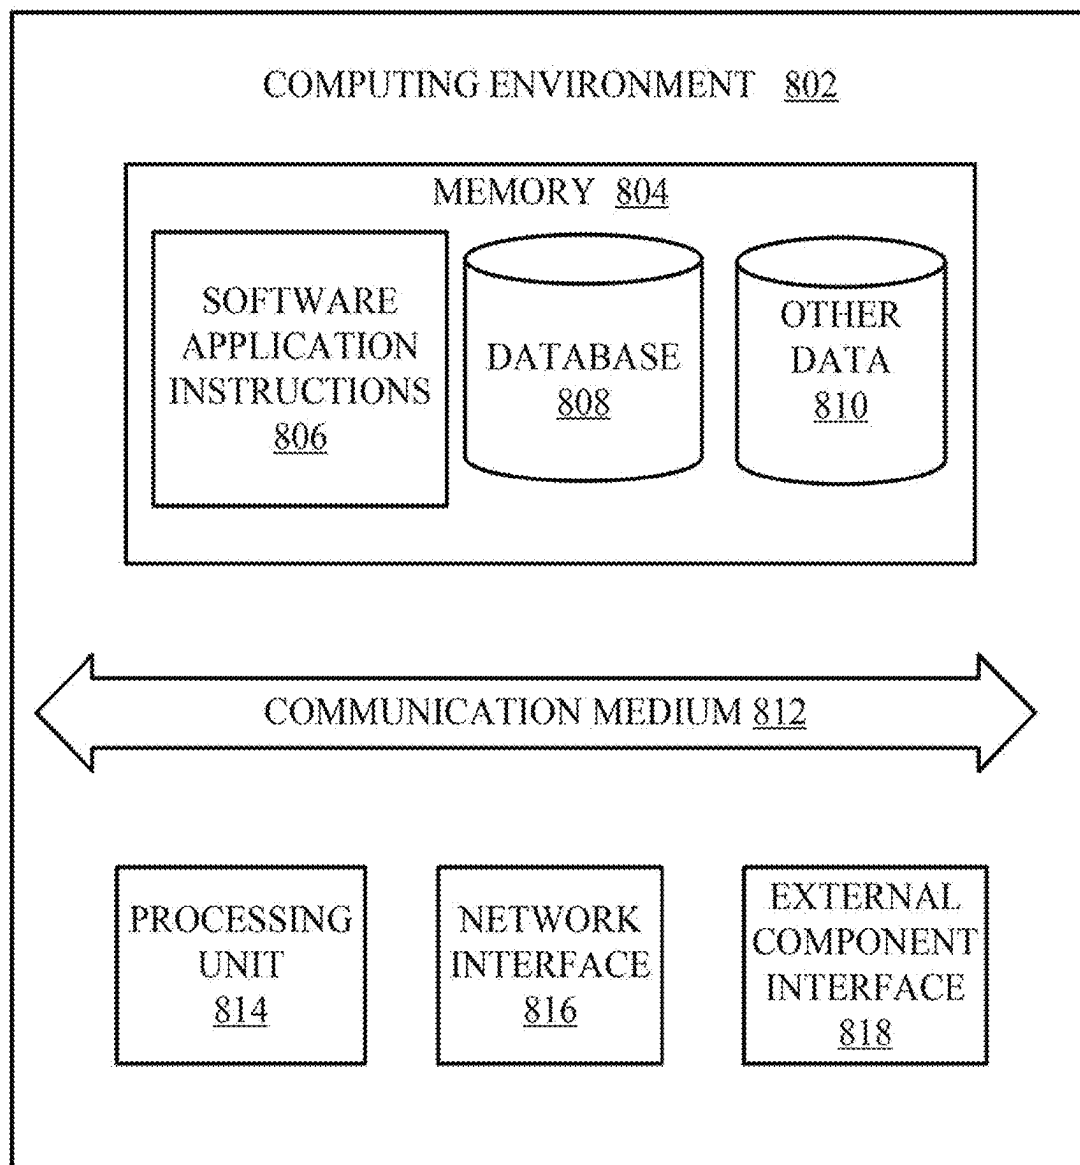 COMPUTING ENVIRONMENT 802
MEMORY 804
SOFTWARE
APPLICATION
INSTRUCTIONS
806
DATABASE
808
OTHER
DATA
810
COMMUNICATION MEDIUM 812
PROCESSING
UNIT
814
NETWORK
INTERFACE
816
EXTERNAL
COMPONENT
INTERFACE
818